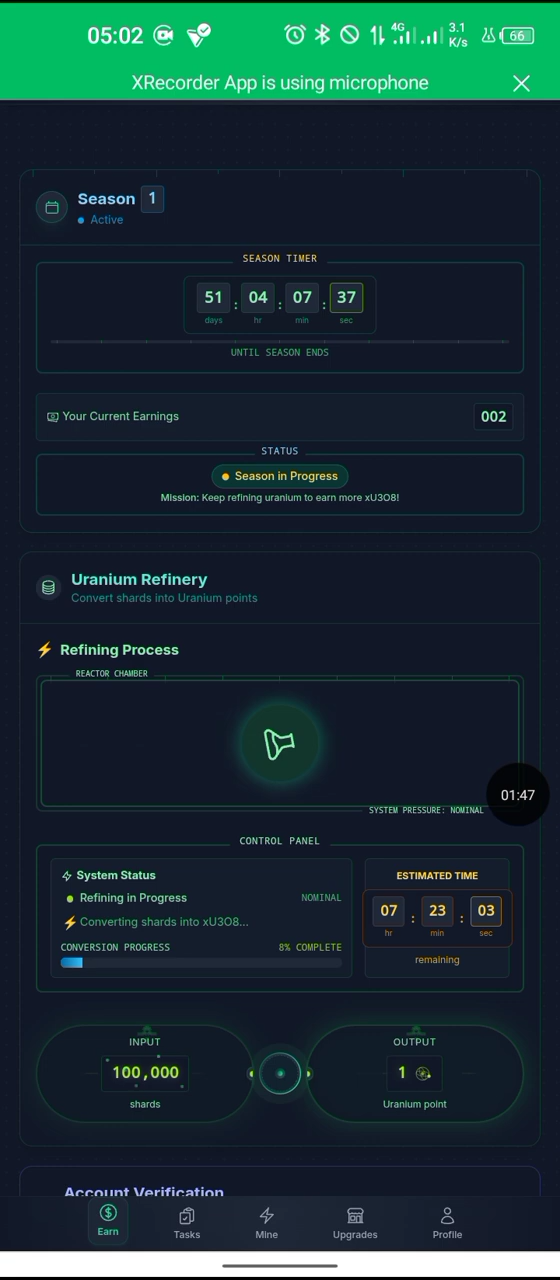 05:02
4G
3.1
K/s
66
XRecorder App is using microphone
Season 1
Active
SEASON TIMER
51 : 04 : 07 : 37
days hr min sec
UNTIL SEASON ENDS
Your Current Earnings 002
STATUS
Season in Progress
Mission: Keep refining uranium to earn more xU3O8!
Uranium Refinery
Convert shards into Uranium points
⚡ Refining Process
REACTOR CHAMBER
01:47
SYSTEM PRESSURE: NOMINAL
CONTROL PANEL
System Status
Refining in Progress NOMINAL
⚡Converting shards into xU3O8...
CONVERSION PROGRESS 8% COMPLETE
ESTIMATED TIME
07 : 23 : 03
hr min sec
remaining
INPUT
100,000
shards
OUTPUT
1
Uranium point
Account Verification
Earn Tasks Mine Upgrades Profile